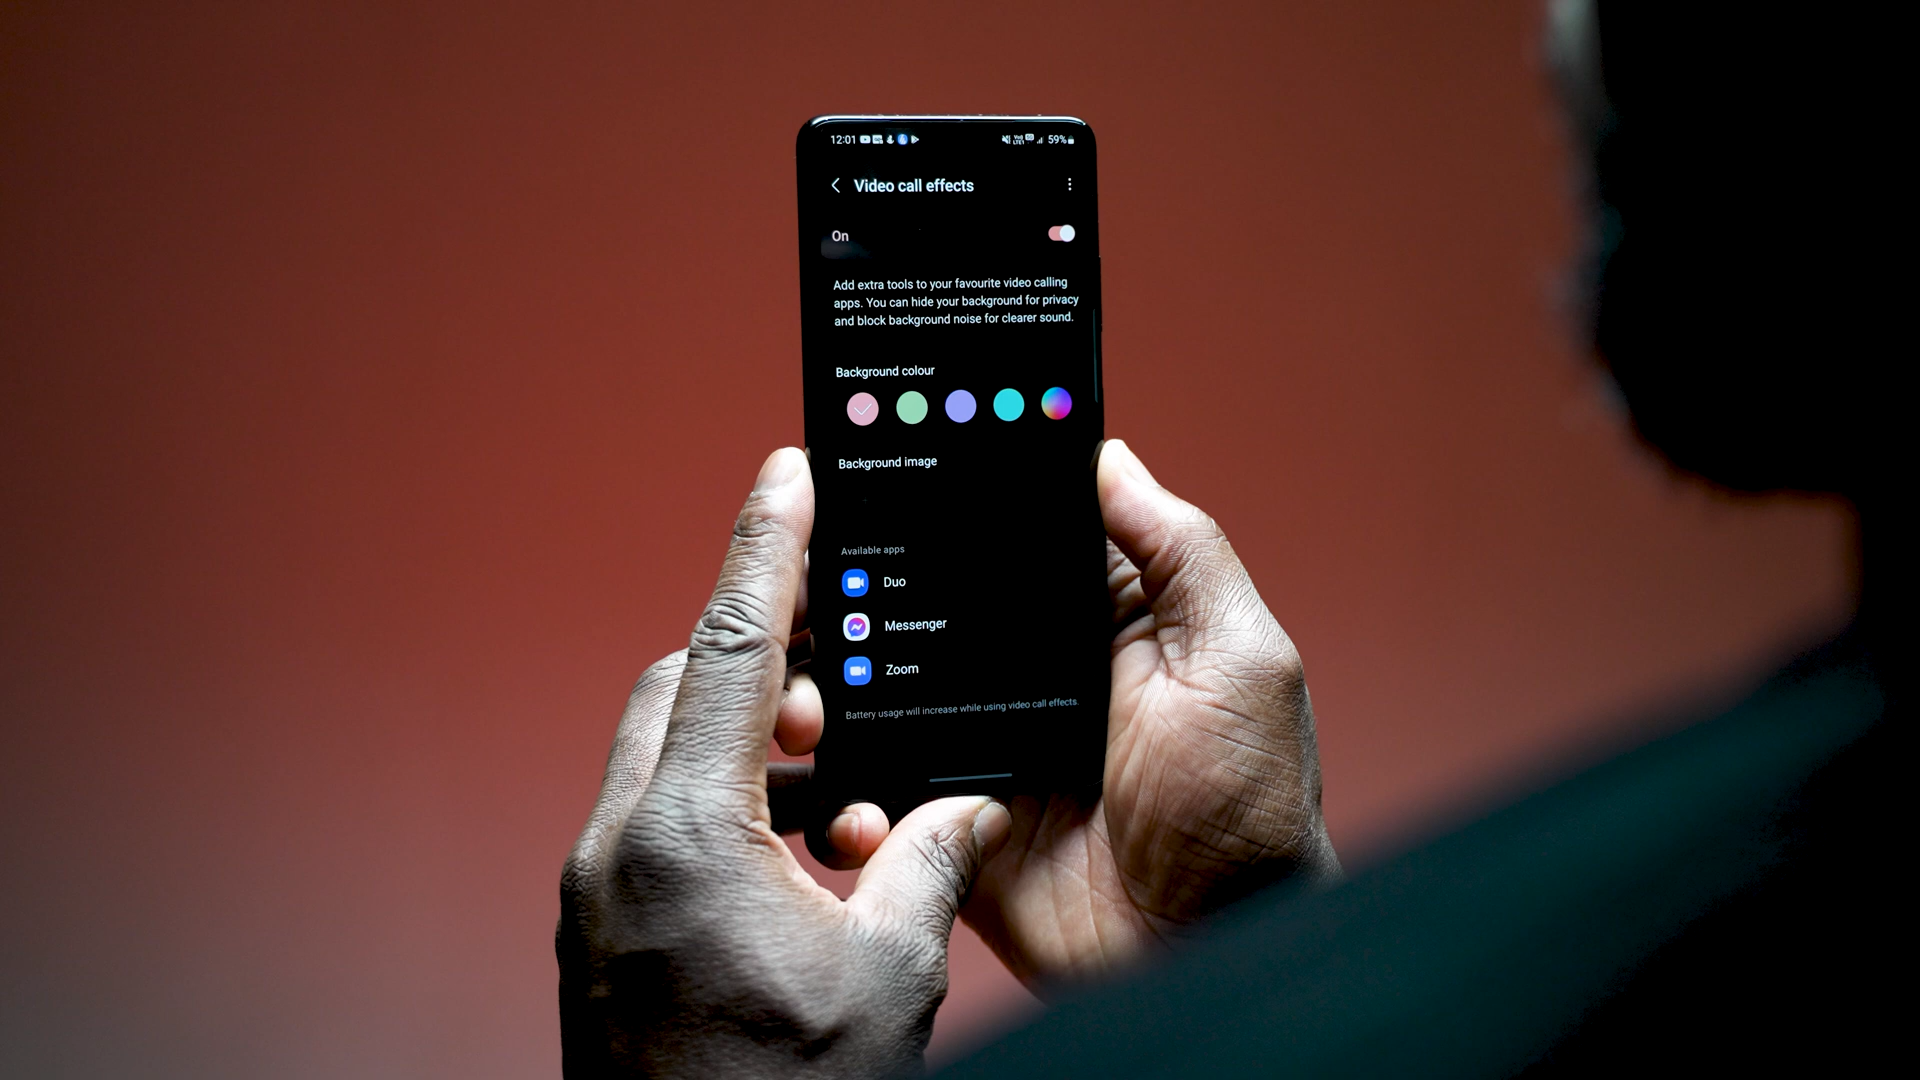 12:01 59%
Video call effects
On
Add extra tools to your favourite video calling
apps. You can hide your background for privacy
and block background noise for clearer sound.
Background colour
Background image
Available apps
Duo
Messenger
Zoom
Battery usage will increase while using video call effects.